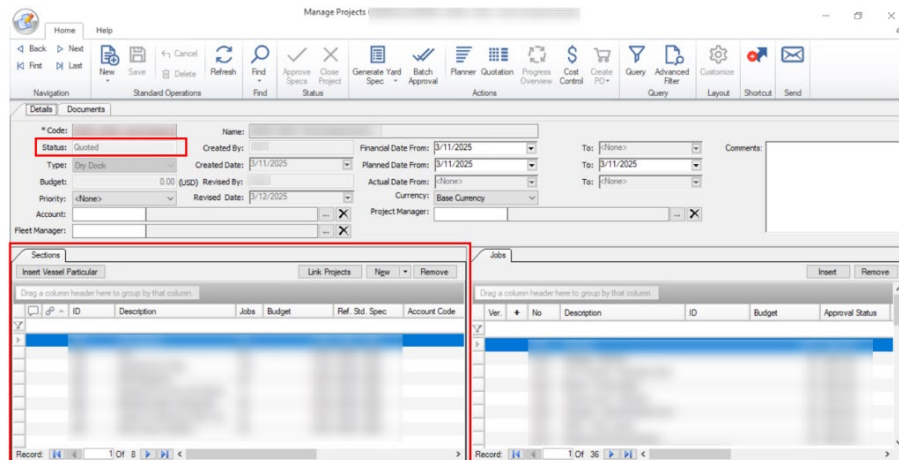 Manage Projects (
Home Help
Back Next
First Last
New Save Cancel Delete Refresh
Find
Approve Specs Close Project
Generate Yard Spec Batch Approval Planner Quotation Progress Overview Cost Control Create PO
Query Advanced Filter
Customize
Shortcut Send
Navigation Standard Operations Find Status Actions Query Layout
Details Documents
* Code: Name:
Status: Quoted Created By: Financial Date From: 3/11/2025 To: <None> Comments:
Type: Dry Dock Created Date: 3/11/2025 Planned Date From: 3/11/2025 To: 3/11/2025
Budget: 0.00 (USD) Revised By: Actual Date From: <None> To: <None>
Priority: <None> Revised Date: 3/12/2025 Currency: Base Currency
Account: ... Project Manager: ...
Fleet Manager: ...
Sections
Insert Vessel Particular Link Projects New Remove
Drag a column header here to group by that column.
ID Description Jobs Budget Ref. Std. Spec Account Code
Record: 1 Of 8
Jobs
Insert Remove
Drag a column header here to group by that column.
Ver. + No Description ID Budget Approval Status
Record: 1 Of 36